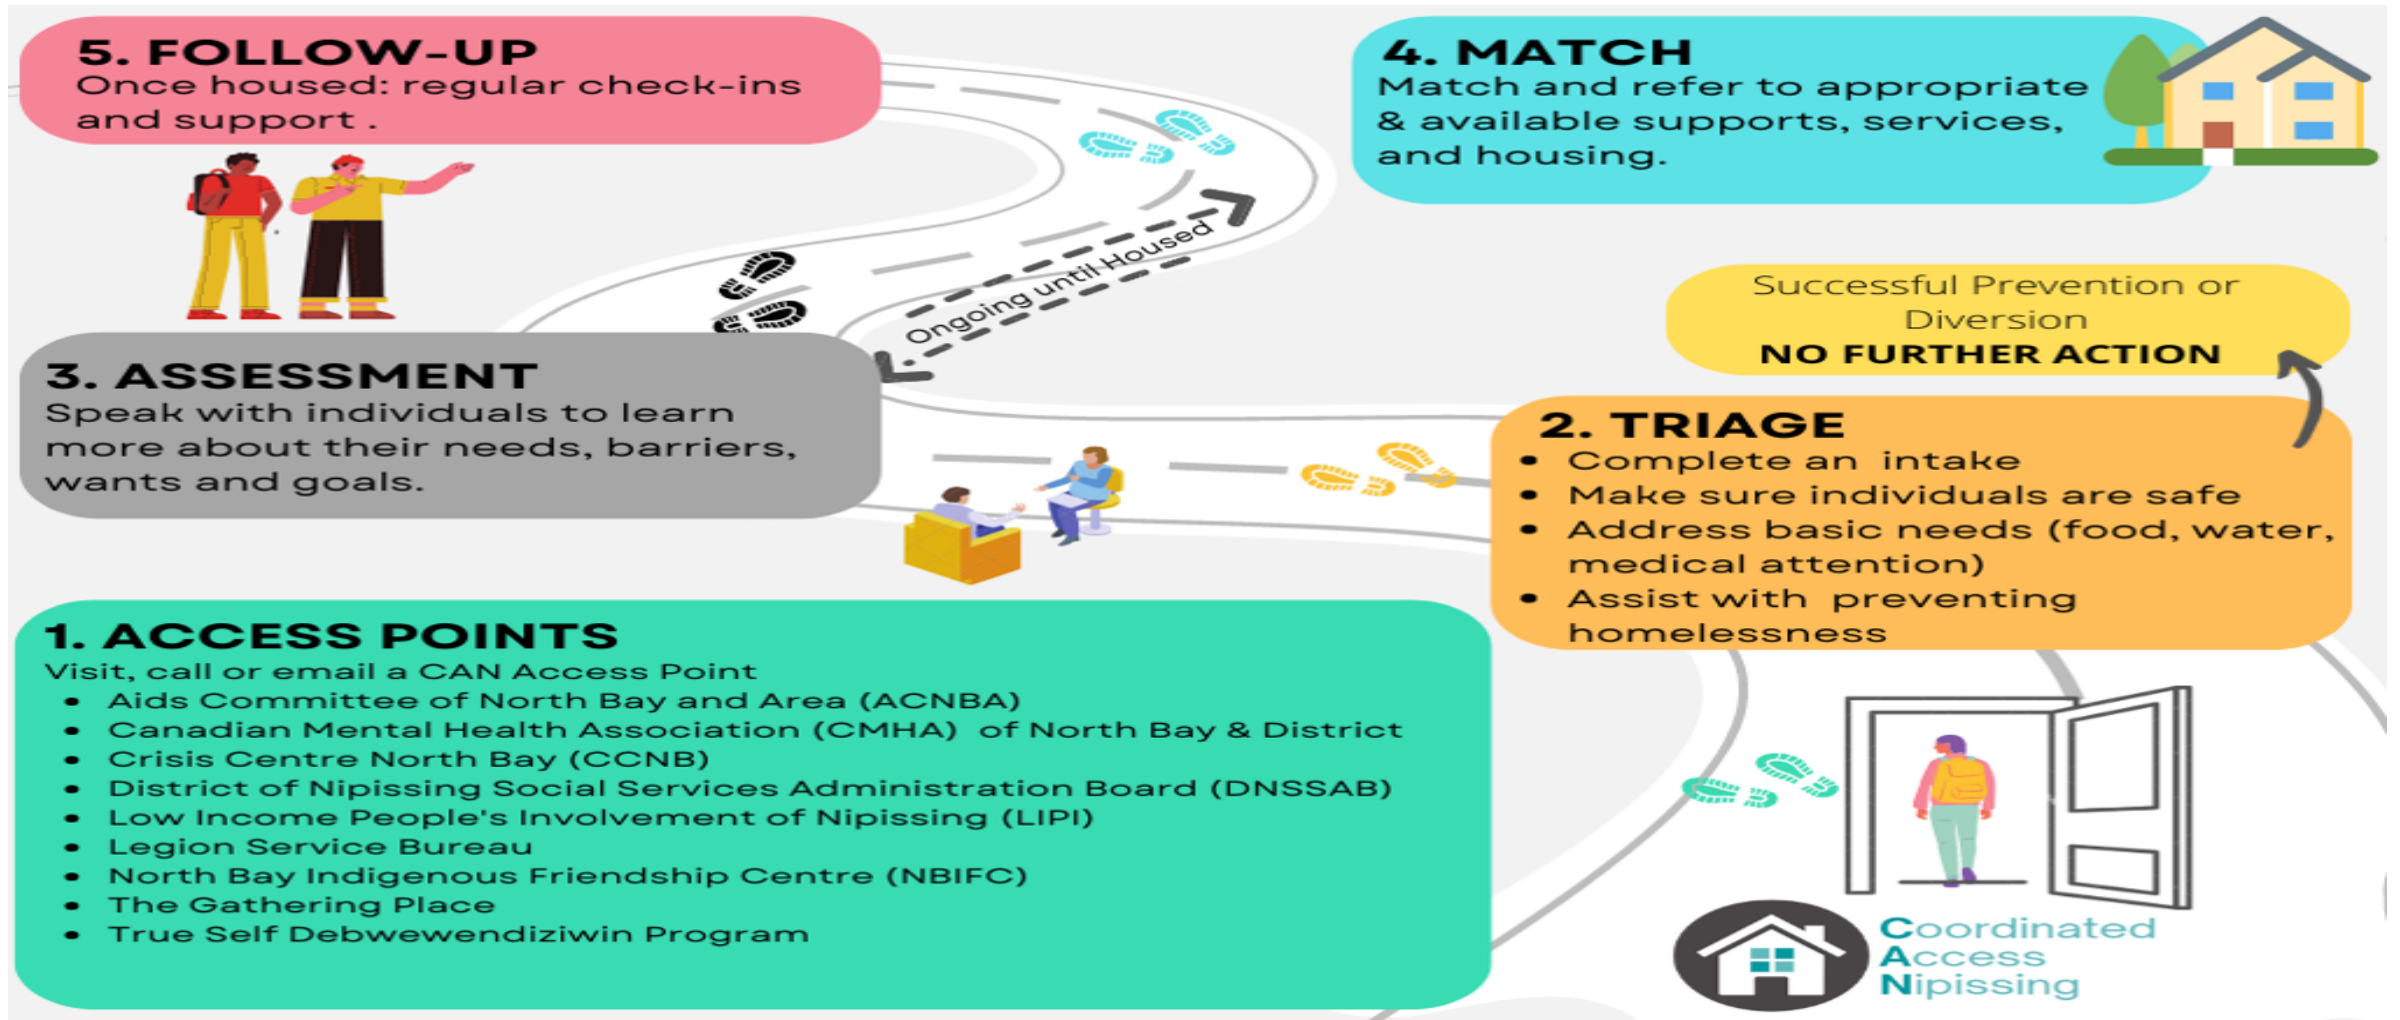 5. FOLLOW-UP
Once housed: regular check-ins
and support .
4. MATCH
Match and refer to appropriate
& available supports, services,
and housing.
Ongoing until Housed
Successful Prevention or
Diversion
NO FURTHER ACTION
3. ASSESSMENT
Speak with individuals to learn
more about their needs, barriers,
wants and goals.
2. TRIAGE
• Complete an intake
• Make sure individuals are safe
• Address basic needs (food, water,
medical attention)
• Assist with preventing
homelessness
1. ACCESS POINTS
Visit, call or email a CAN Access Point
• Aids Committee of North Bay and Area (ACNBA)
• Canadian Mental Health Association (CMHA) of North Bay & District
• Crisis Centre North Bay (CCNB)
• District of Nipissing Social Services Administration Board (DNSSAB)
• Low Income People's Involvement of Nipissing (LIPI)
• Legion Service Bureau
• North Bay Indigenous Friendship Centre (NBIFC)
• The Gathering Place
• True Self Debwewendiziwin Program
Coordinated
Access
Nipissing